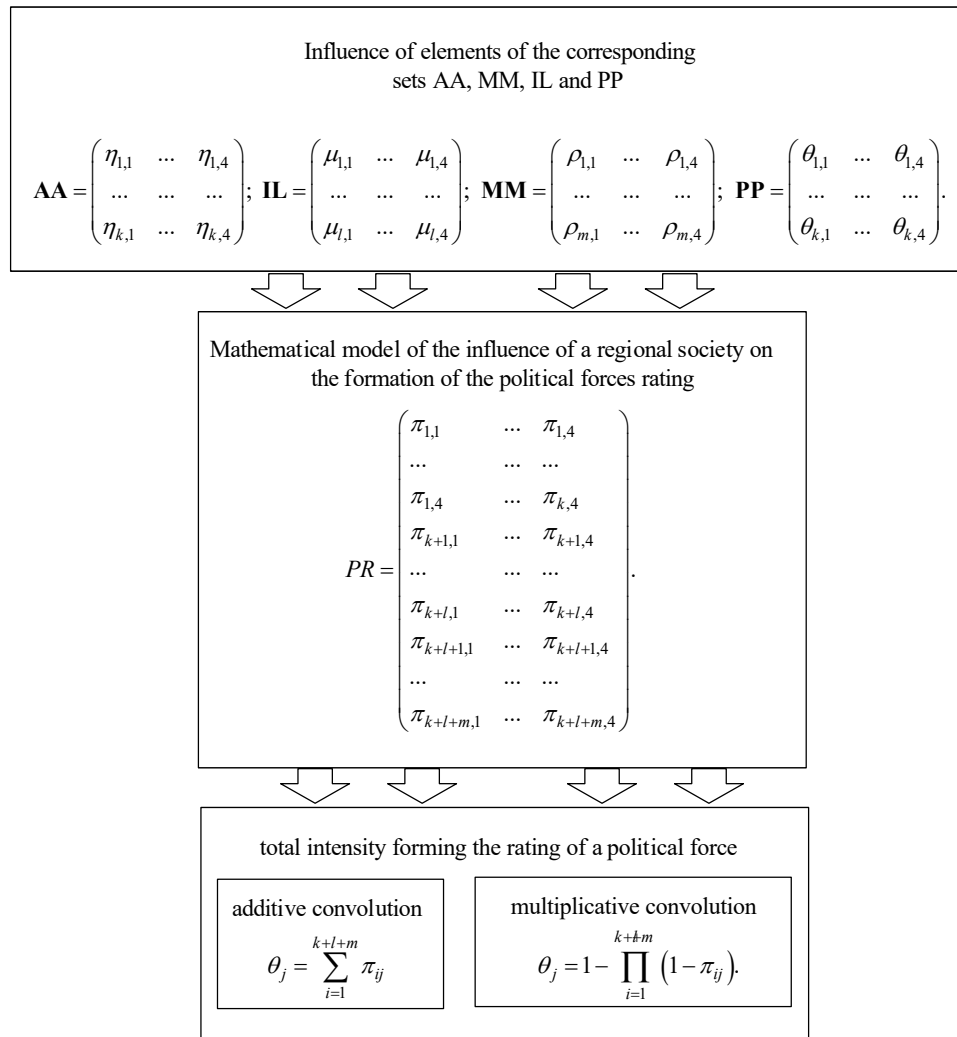 Influence of elements of the corresponding
sets AA, MM, IL and PP
AA = ( η1,1 ... η1,4 ; ... ... ... ; ηk,1 ... ηk,4 ); IL = ( μ1,1 ... μ1,4 ; ... ... ... ; μl,1 ... μl,4 ); MM = ( ρ1,1 ... ρ1,4 ; ... ... ... ; ρm,1 ... ρm,4 ); PP = ( θ1,1 ... θ1,4 ; ... ... ... ; θk,1 ... θk,4 ).
Mathematical model of the influence of a regional society on
the formation of the political forces rating
π1,1 ... π1,4
... ... ...
π1,4 ... πk,4
πk+1,1 ... πk+1,4
PR = ... ... ... .
πk+l,1 ... πk+l,4
πk+l+1,1 ... πk+l+1,4
... ... ...
πk+l+m,1 ... πk+l+m,4
total intensity forming the rating of a political force
additive convolution
k+l+m
θj = ∑ πij
i=1
multiplicative convolution
k+l+m
θj = 1 − ∏ (1 − πij).
i=1